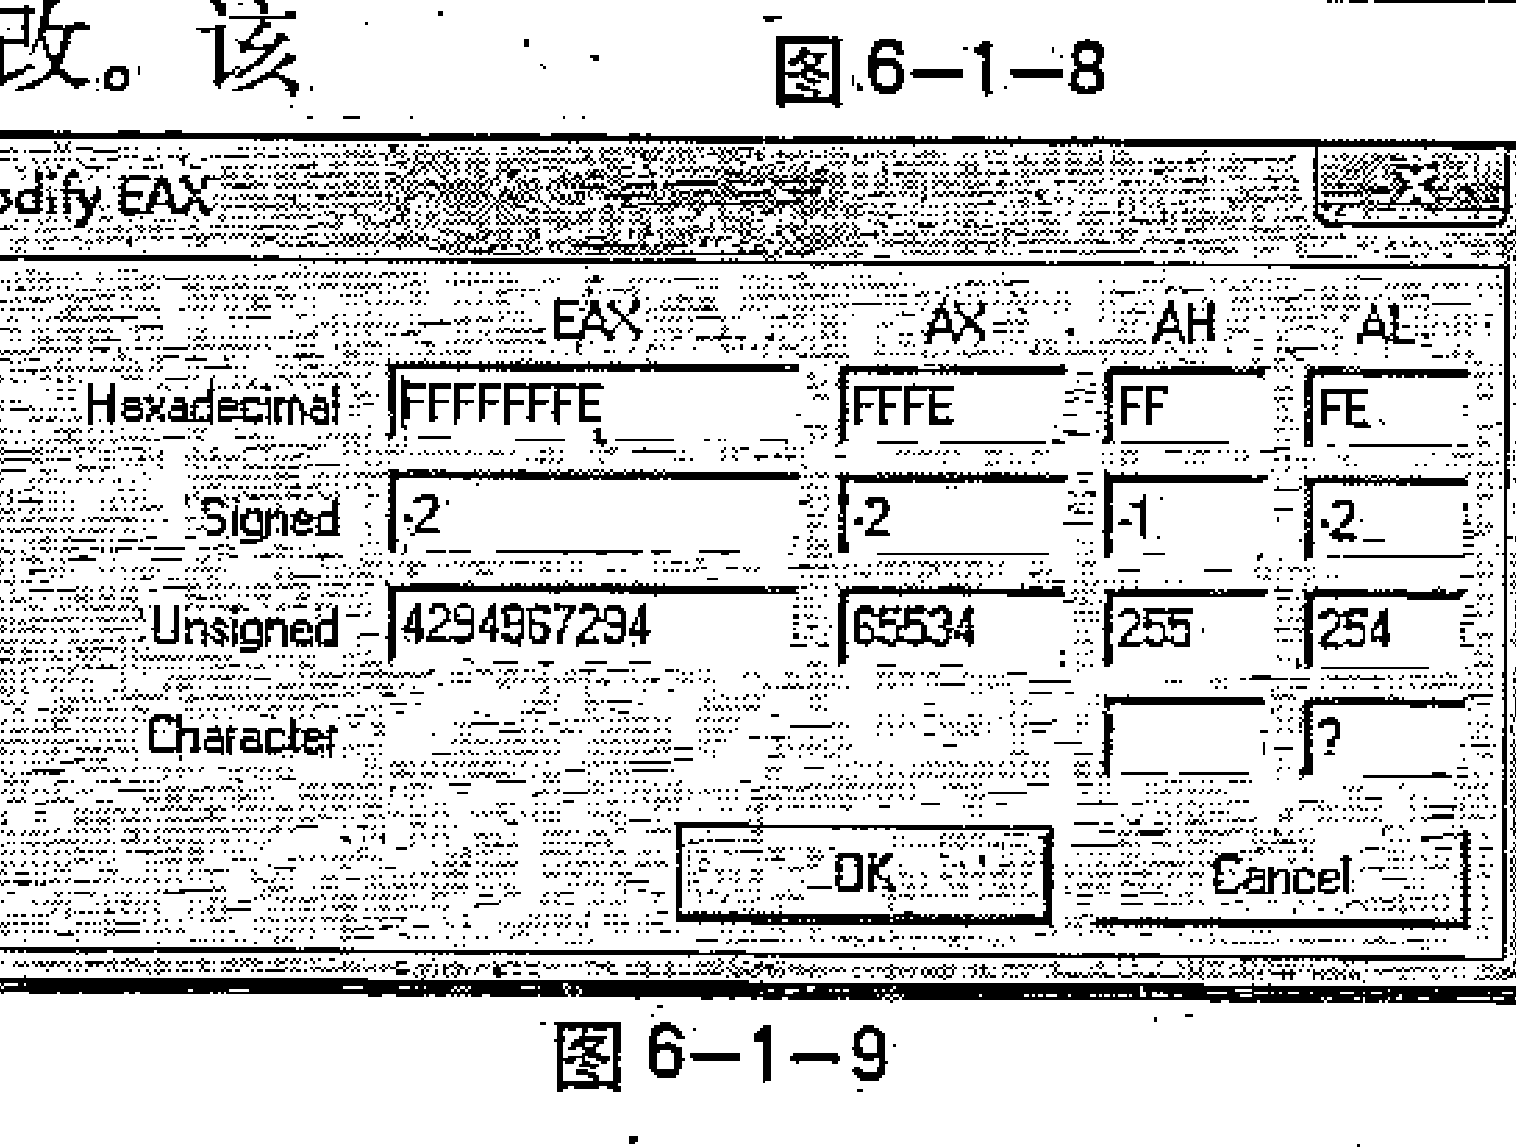 改。该
图 6-1-8
odify EAX
EAX AX AH AL
Hexadecimal FFFFFFFE FFFE FF FE
Signed -2 -2 -1 -2
Unsigned 4294967294 65534 255 254
Character ?
OK Cancel
图 6-1-9